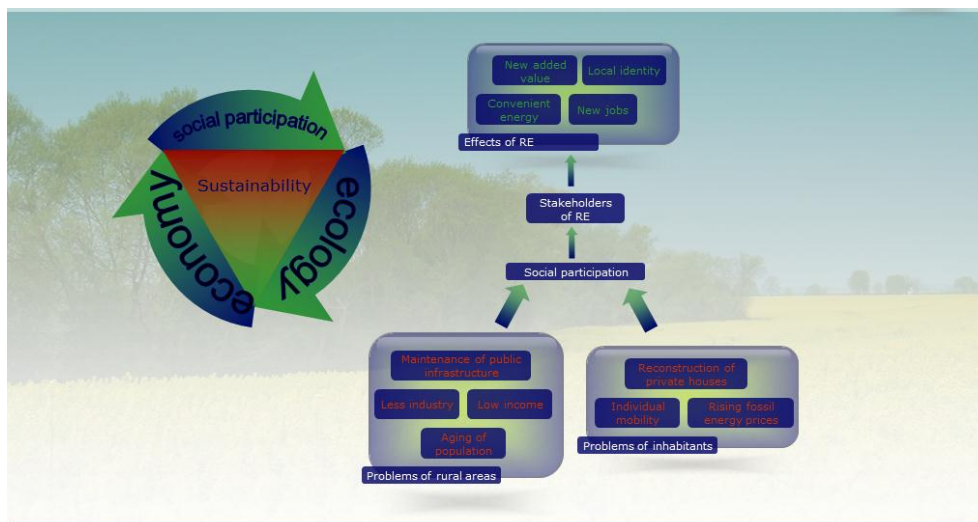 social participation
Sustainability
ecology
economy
New added
value
Local identity
Convenient
energy
New jobs
Effects of RE
Stakeholders
of RE
Social participation
Maintenance of public
infrastructure
Less industry
Low income
Aging of
population
Problems of rural areas
Reconstruction of
private houses
Individual
mobility
Rising fossil
energy prices
Problems of inhabitants